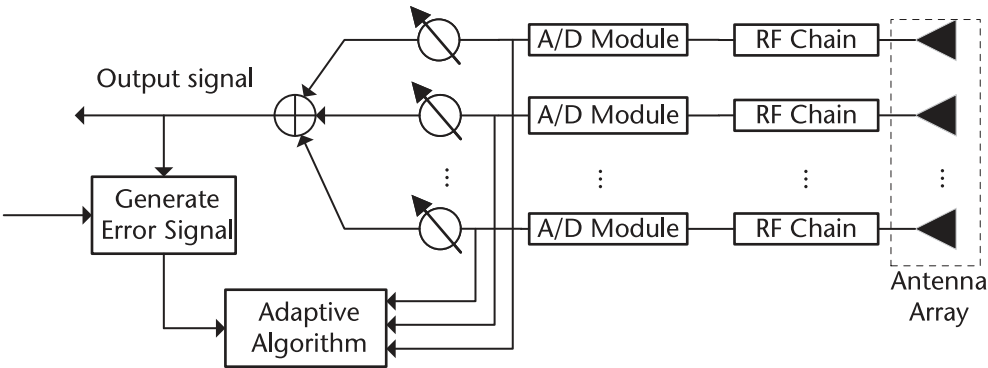 A/D Module
RF Chain
Output signal
A/D Module
RF Chain
Generate
Error Signal
A/D Module
RF Chain
Antenna
Array
Adaptive
Algorithm